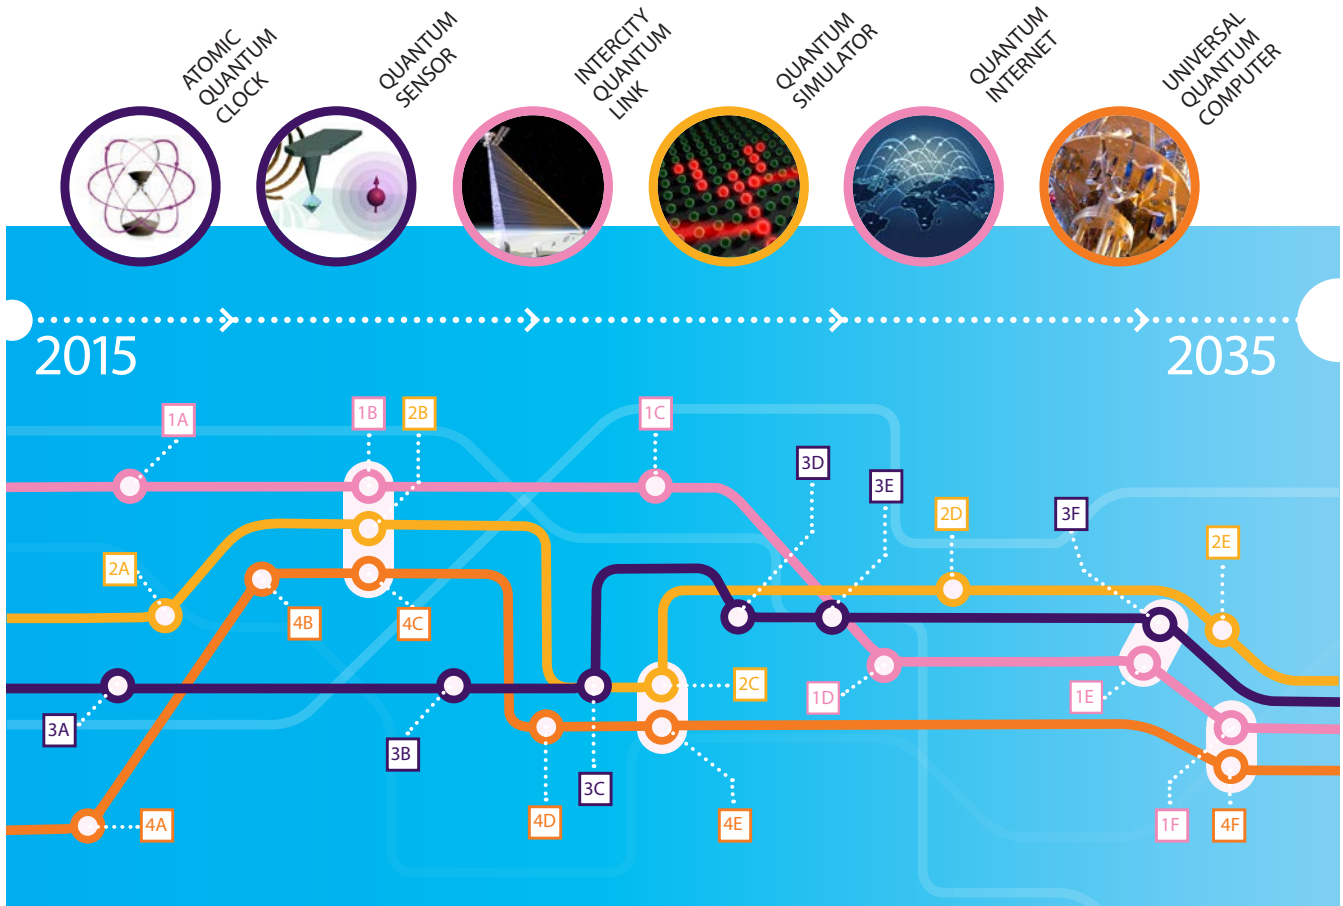 ATOMIC
QUANTUM
CLOCK
QUANTUM
SENSOR
INTERCITY
QUANTUM
LINK
QUANTUM
SIMULATOR
QUANTUM
INTERNET
UNIVERSAL
QUANTUM
COMPUTER
2015
2035
1A
1B
2B
1C
3D
3E
2D
3F
2E
2A
4B
4C
2C
1D
1E
3A
3B
3C
4A
4D
4E
1F
4F